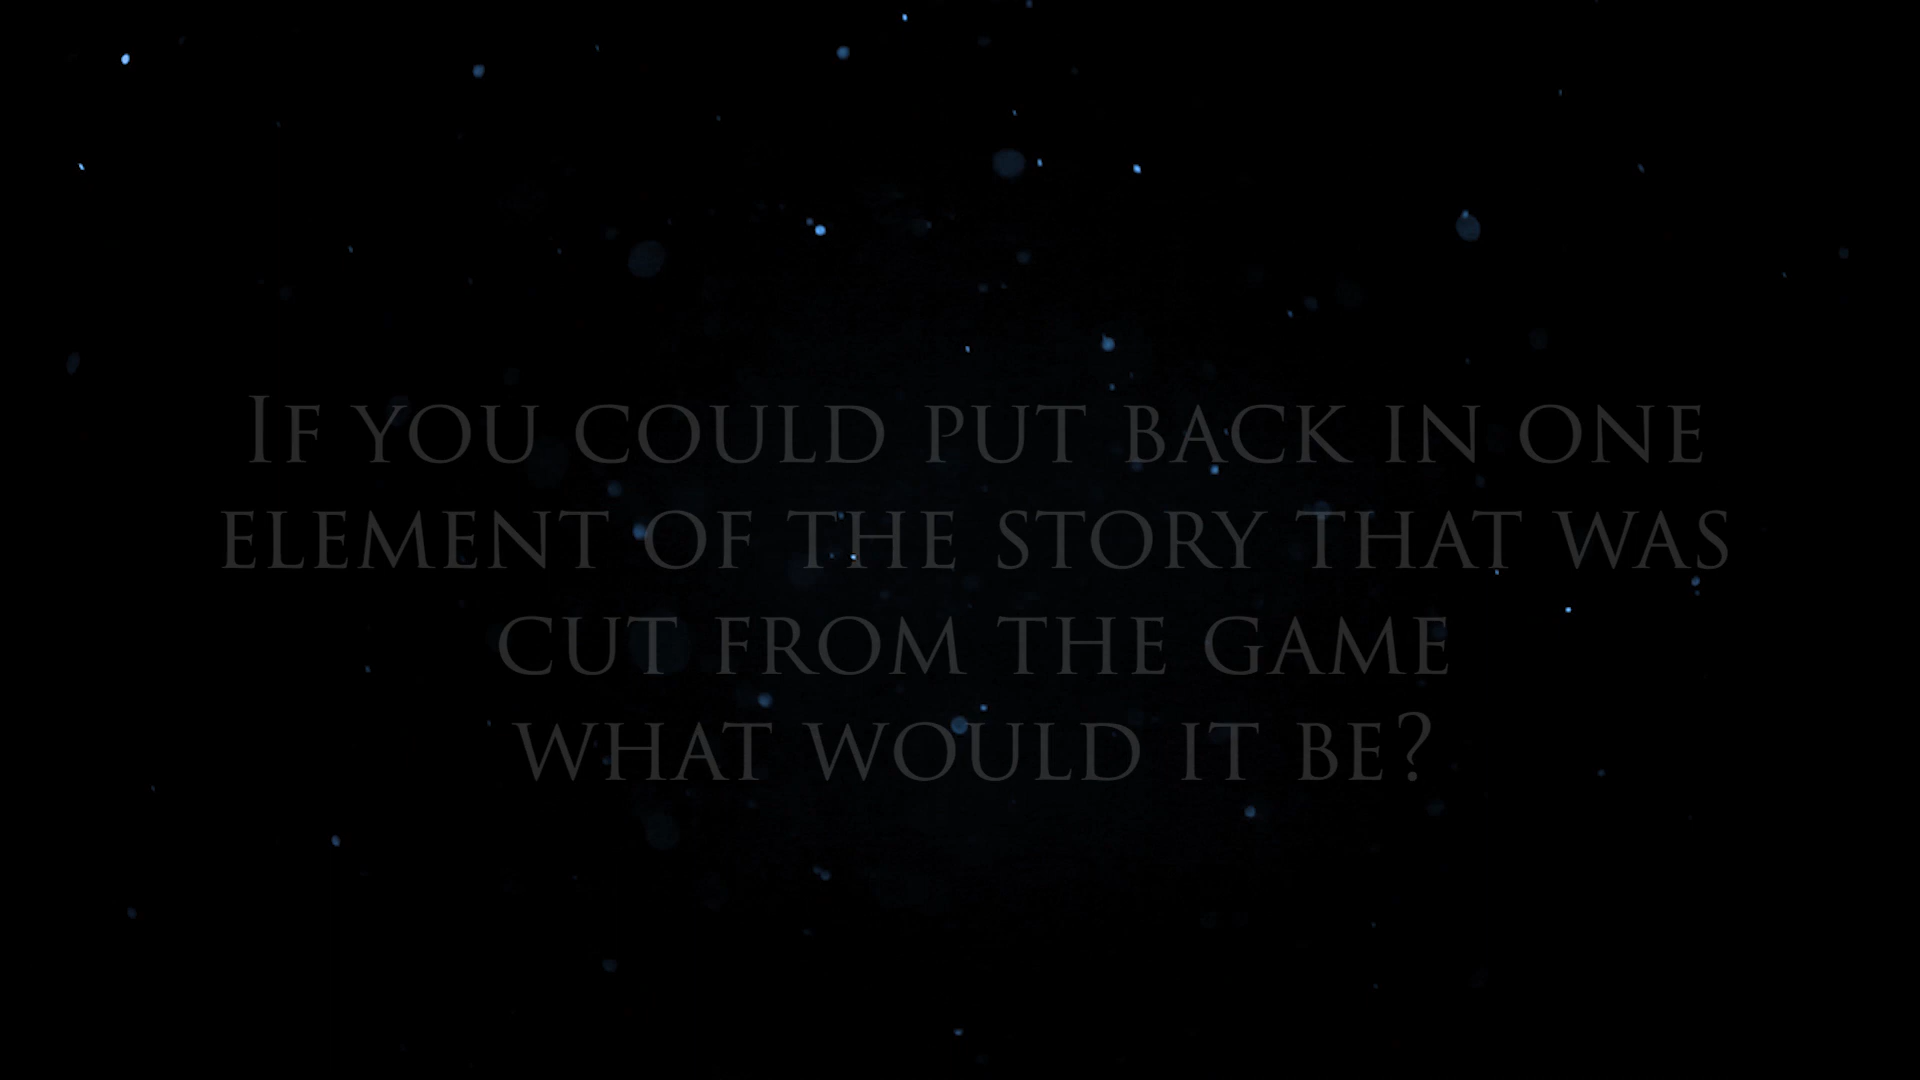 If you could put back in one
element of the story that was
cut from the game
what would it be?